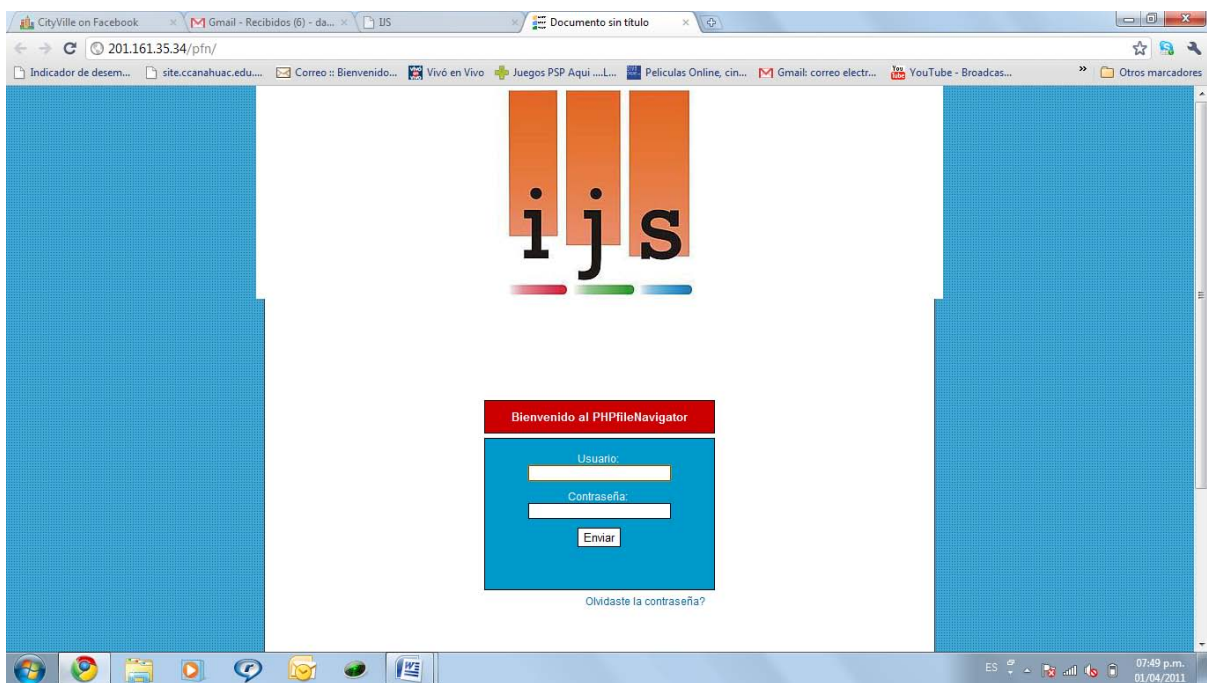 CityVille on Facebook
Gmail - Recibidos (6) - da...
IJS
Documento sin título
201.161.35.34/pfn/
Indicador de desem...
site.ccanahuac.edu....
Correo :: Bienvenido...
Vivó en Vivo
Juegos PSP Aqui ....L...
Peliculas Online, cin...
Gmail: correo electr...
You Tube
YouTube - Broadcas...
»
Otros marcadores
ijs
Bienvenido al PHPfileNavigator
Usuario:
Contraseña:
Enviar
Olvidaste la contraseña?
ES
07:49 p.m.
01/04/2011